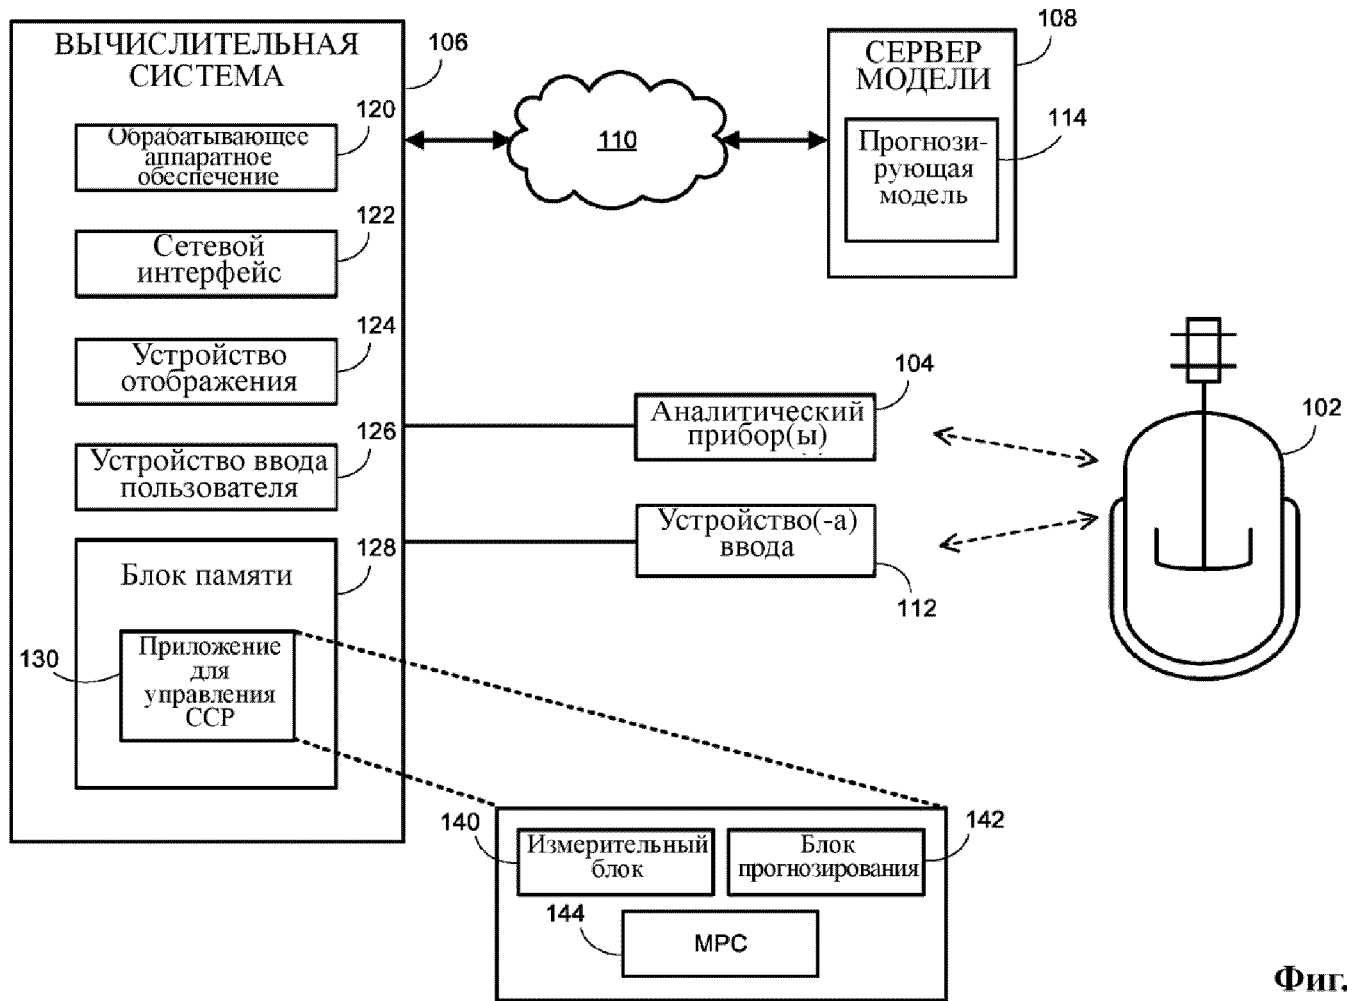 ВЫЧИСЛИТЕЛЬНАЯ
СИСТЕМА
106
120
Обрабатывающее
аппаратное
обеспечение
122
Сетевой
интерфейс
124
Устройство
отображения
126
Устройство ввода
пользователя
128
Блок памяти
130
Приложение
для
управления
ССР
110
108
СЕРВЕР
МОДЕЛИ
114
Прогнози-
рующая
модель
104
Аналитический
прибор(ы)
Устройство(-а)
ввода
112
102
140
Измерительный
блок
142
Блок
прогнозирования
144
MPC
Фиг.